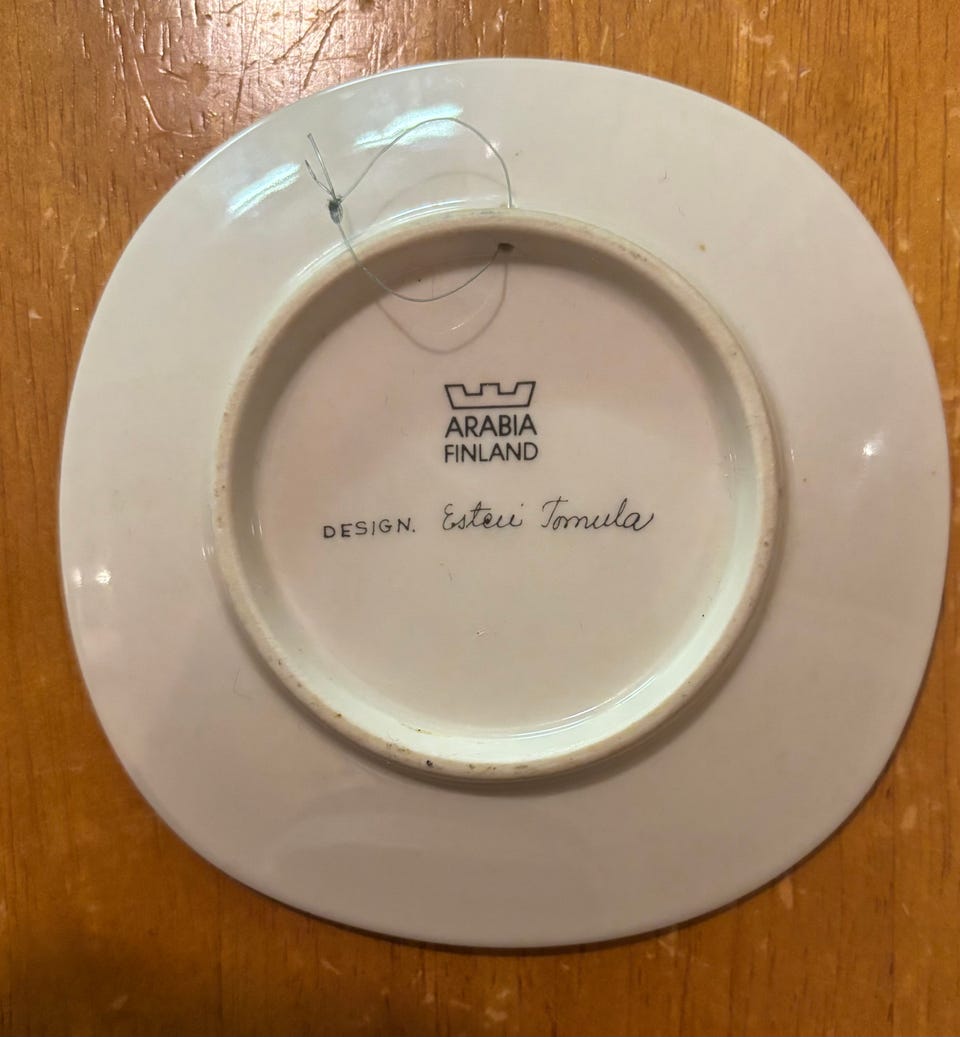 ARABIA
FINLAND
DESIGN. Esteri Tomula